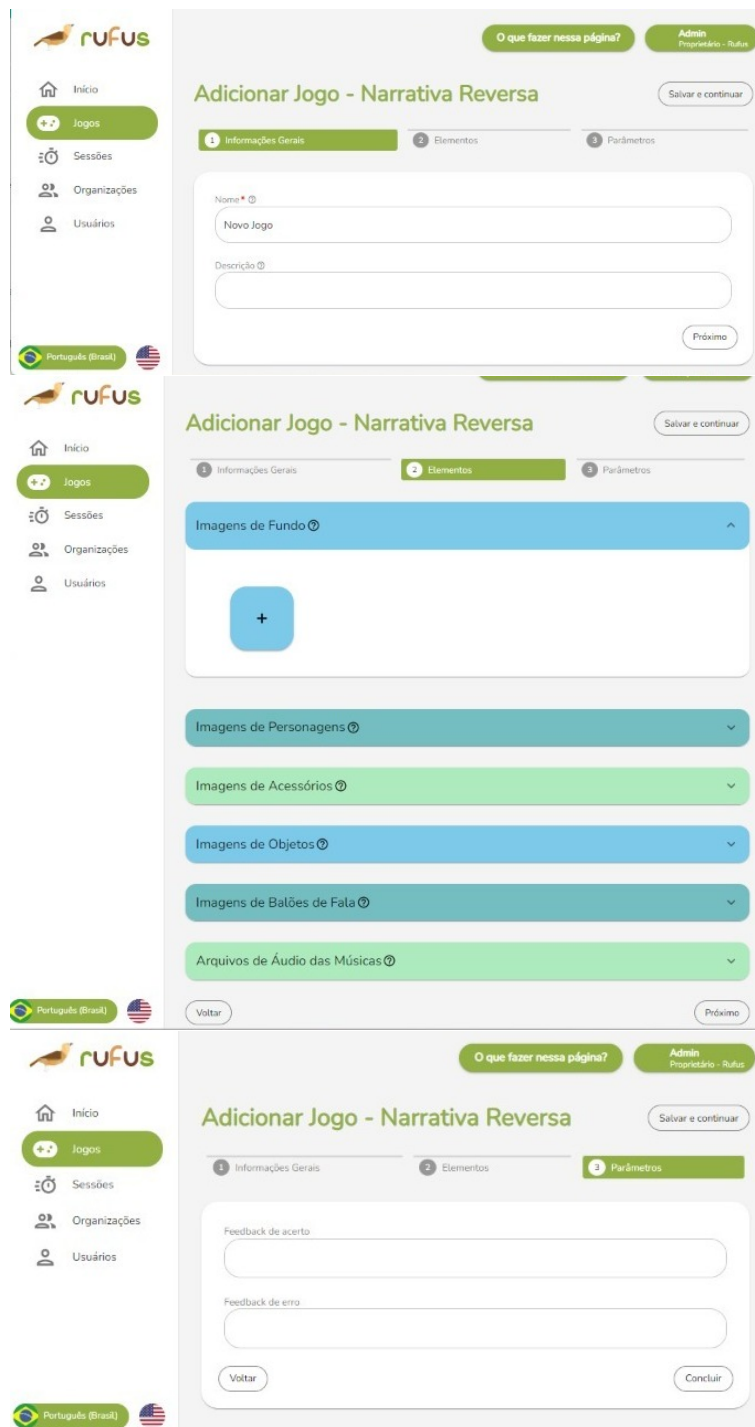 rufus
O que fazer nessa página?
Admin
Proprietário - Rufus
Início
Jogos
Sessões
Organizações
Usuários
Português (Brasil)
Adicionar Jogo - Narrativa Reversa
Salvar e continuar
1 Informações Gerais
2 Elementos
3 Parâmetros
Nome*
Novo Jogo
Descrição
Próximo
rufus
Início
Jogos
Sessões
Organizações
Usuários
Português (Brasil)
Adicionar Jogo - Narrativa Reversa
Salvar e continuar
1 Informações Gerais
2 Elementos
3 Parâmetros
Imagens de Fundo
+
Imagens de Personagens
Imagens de Acessórios
Imagens de Objetos
Imagens de Balões de Fala
Arquivos de Áudio das Músicas
Voltar
Próximo
rufus
O que fazer nessa página?
Admin
Proprietário - Rufus
Início
Jogos
Sessões
Organizações
Usuários
Português (Brasil)
Adicionar Jogo - Narrativa Reversa
Salvar e continuar
1 Informações Gerais
2 Elementos
3 Parâmetros
Feedback de acerto
Feedback de erro
Voltar
Concluir